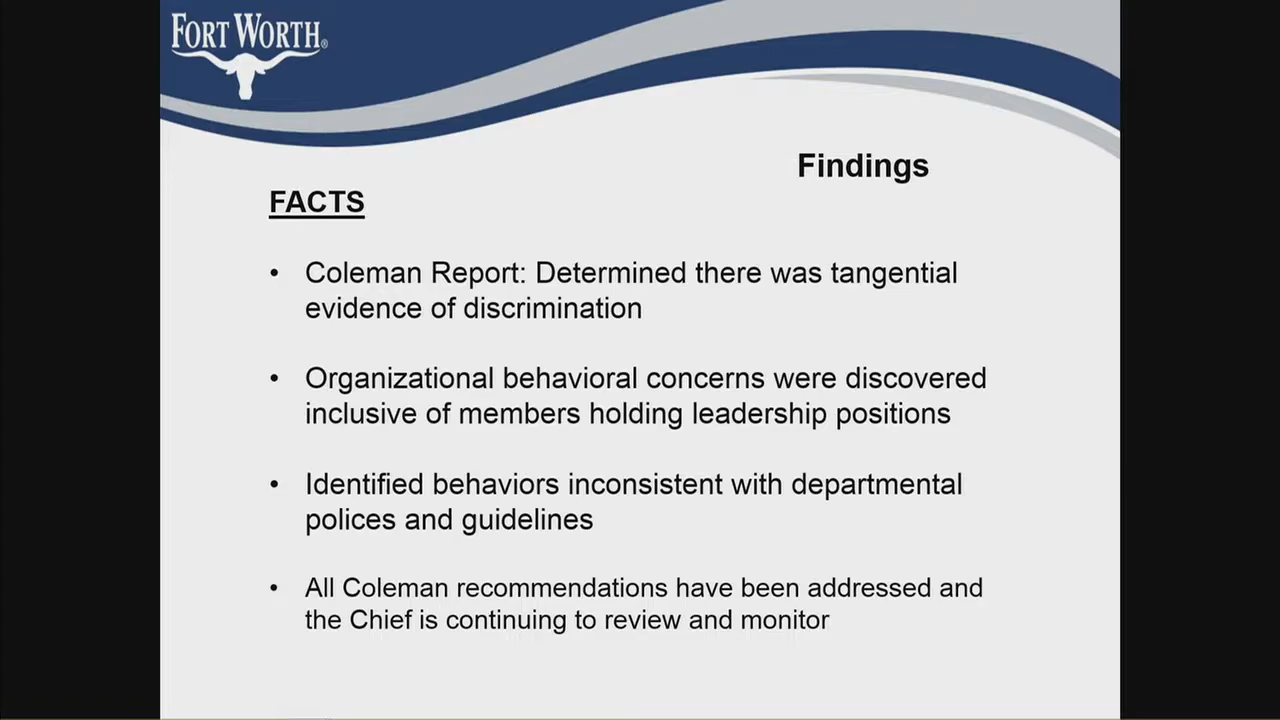 FORT WORTH®
Findings
FACTS
• Coleman Report: Determined there was tangential
evidence of discrimination
• Organizational behavioral concerns were discovered
inclusive of members holding leadership positions
• Identified behaviors inconsistent with departmental
polices and guidelines
• All Coleman recommendations have been addressed and
the Chief is continuing to review and monitor